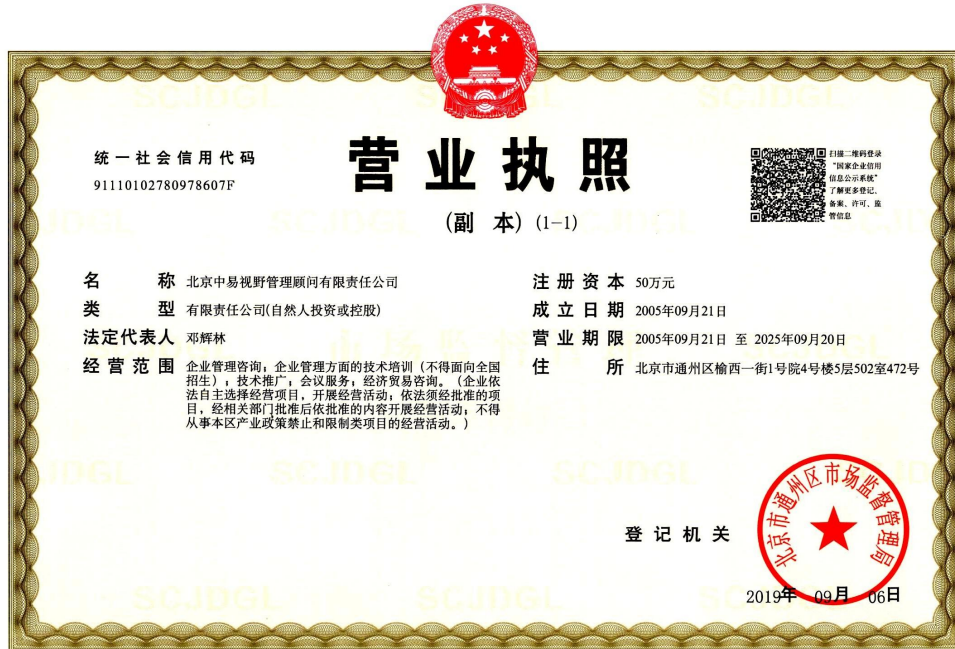 统一社会信用代码
91110102780978607F
营业执照
(副 本)(1-1)
扫描二维码登录
“国家企业信用
信息公示系统”
了解更多登记、
备案、许可、监
管信息
名 称 北京中易视野管理顾问有限责任公司
类 型 有限责任公司(自然人投资或控股)
法定代表人 邓辉林
经营范围 企业管理咨询；企业管理方面的技术培训（不得面向全国
招生）；技术推广；会议服务；经济贸易咨询。（企业依
法自主选择经营项目，开展经营活动；依法须经批准的项
目，经相关部门批准后依批准的内容开展经营活动；不得
从事本区产业政策禁止和限制类项目的经营活动。）
注册资本 50万元
成立日期 2005年09月21日
营业期限 2005年09月21日 至 2025年09月20日
住 所 北京市通州区榆西一街1号院4号楼5层502室472号
登记机关
北京市通州区市场监督管理局
2019年 09月 06日
SCJDGL
SCJDGL
SCJDGL
SCJDGL
SCJDGL
SCJDGL
SCJDGL
SCJDGL
SCJDGL